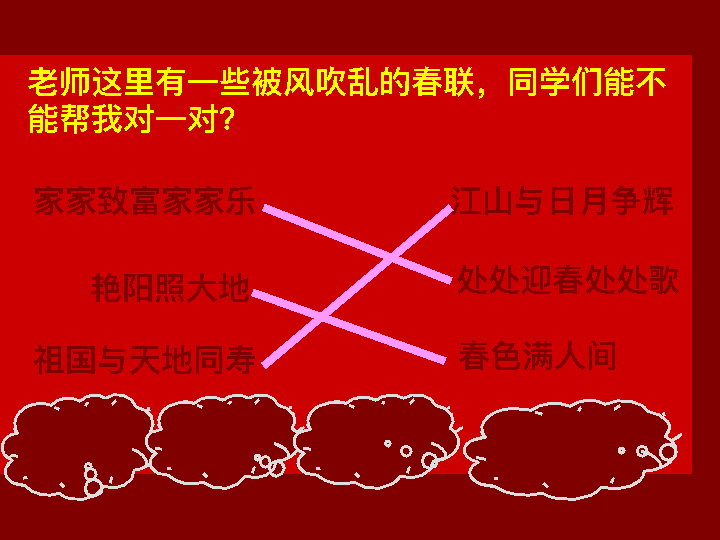 老师这里有一些被风吹乱的春联，同学们能不
能帮我对一对？
家家致富家家乐
江山与日月争辉
艳阳照大地
处处迎春处处歌
祖国与天地同寿
春色满人间